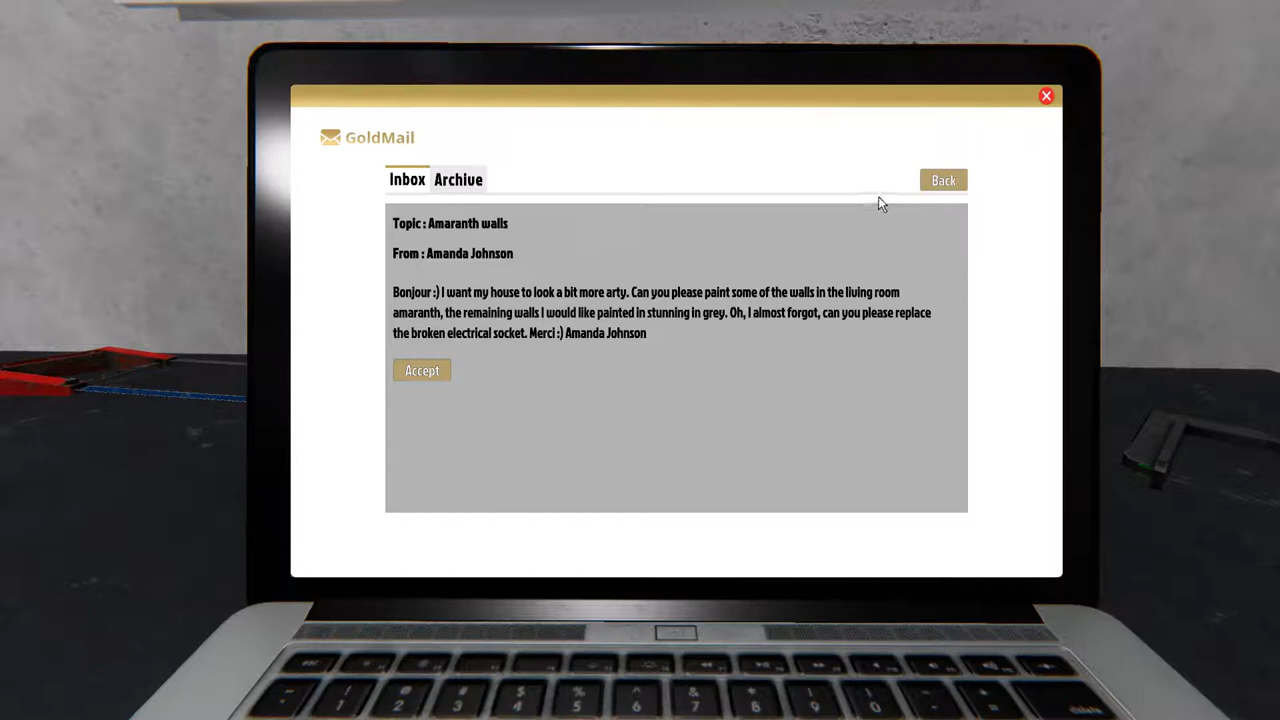 GoldMail
Inbox Archive
Back
Topic : Amaranth walls
From : Amanda Johnson
Bonjour :) I want my house to look a bit more arty. Can you please paint some of the walls in the living room
amaranth, the remaining walls I would like painted in stunning in grey. Oh, I almost forgot, can you please replace
the broken electrical socket. Merci :) Amanda Johnson
Accept